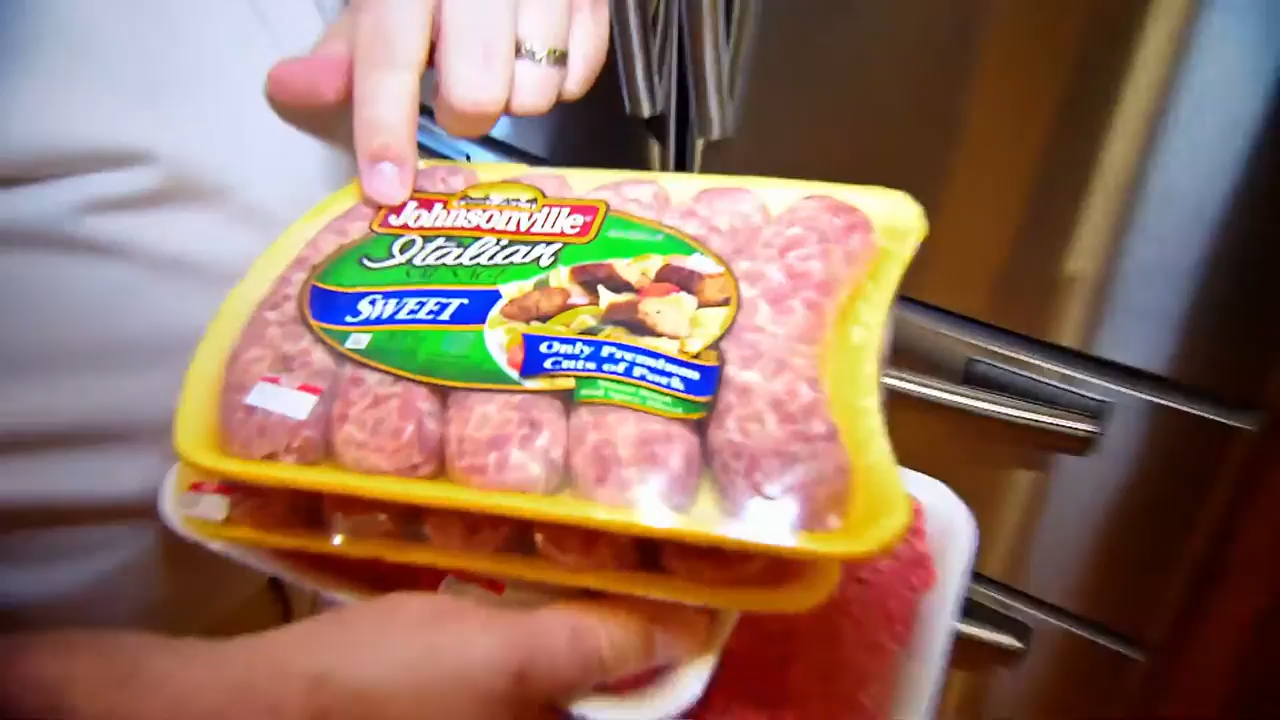 Johnsonville
Italian
SWEET
Only Premium
Cuts of Pork